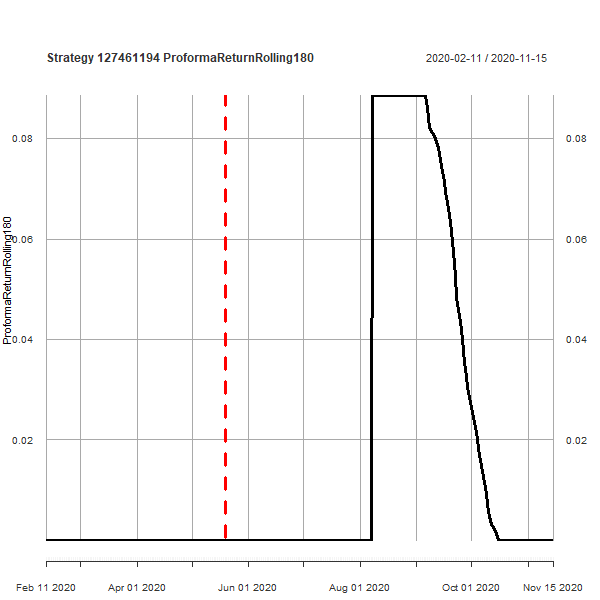 Strategy 127461194 ProformaReturnRolling180
2020-02-11 / 2020-11-15
ProformaReturnRolling180
0.08
0.06
0.04
0.02
0.08
0.06
0.04
0.02
Feb 11 2020
Apr 01 2020
Jun 01 2020
Aug 01 2020
Oct 01 2020
Nov 15 2020